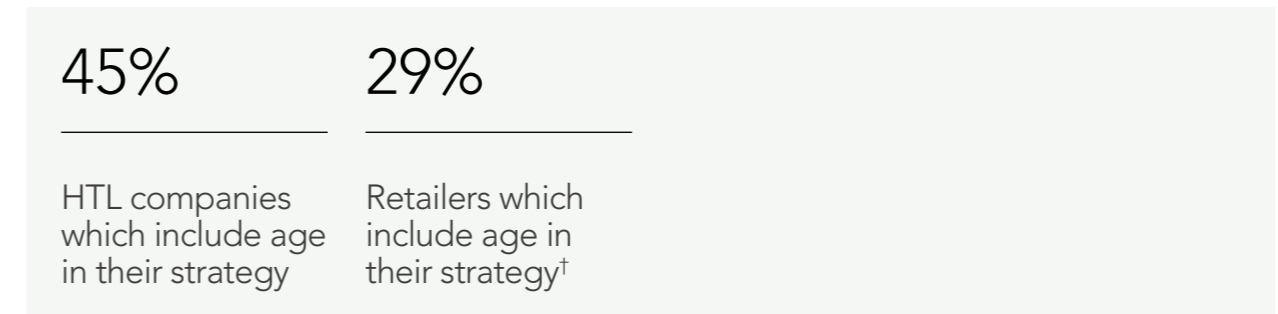 45%
HTL companies
which include age
in their strategy
29%
Retailers which
include age in
their strategy†